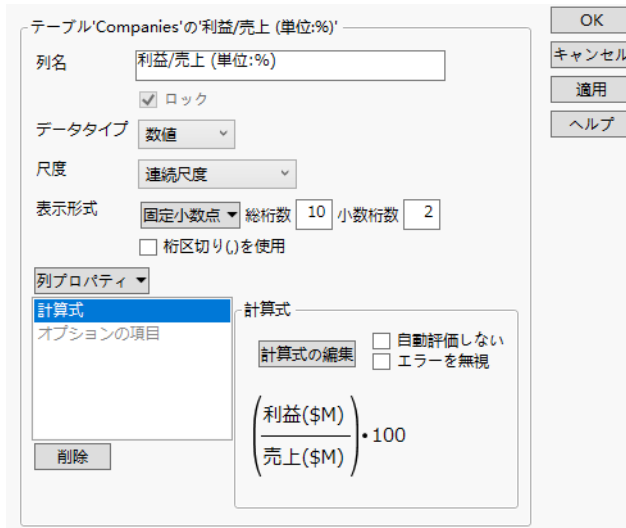 テーブル'Companies'の'利益/売上 (単位:%)'
OK
列名 利益/売上 (単位:%)
キャンセル
ロック
適用
データタイプ 数値
ヘルプ
尺度 連続尺度
表示形式 固定小数点 総桁数 10 小数桁数 2
桁区切り(,)を使用
列プロパティ
計算式
オプションの項目
削除
計算式
計算式の編集
自動評価しない
エラーを無視
利益($M)
売上($M)
•100